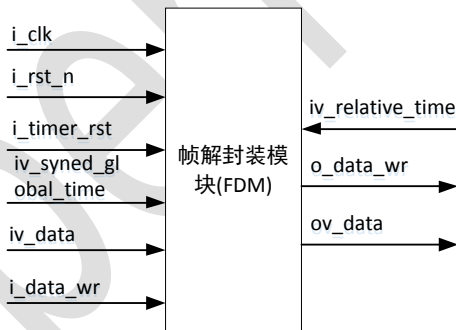 i_clk
i_rst_n
i_timer_rst
iv_syned_gl
obal_time
iv_data
i_data_wr
帧解封装模
块(FDM)
iv_relative_time
o_data_wr
ov_data